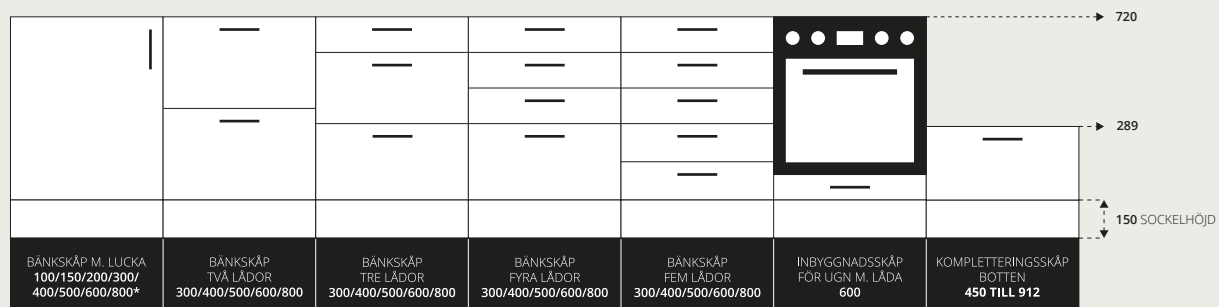 720
289
150 SOCKELHÖJD
BÄNKSKÅP M. LUCKA
100/150/200/300/
400/500/600/800*
BÄNKSKÅP
TVÅ LÅDOR
300/400/500/600/800
BÄNKSKÅP
TRE LÅDOR
300/400/500/600/800
BÄNKSKÅP
FYRA LÅDOR
300/400/500/600/800
BÄNKSKÅP
FEM LÅDOR
300/400/500/600/800
INBYGGNADSSKÅP
FÖR UGN M. LÅDA
600
KOMPLETTERINGSSKÅP
BOTTEN
450 TILL 912